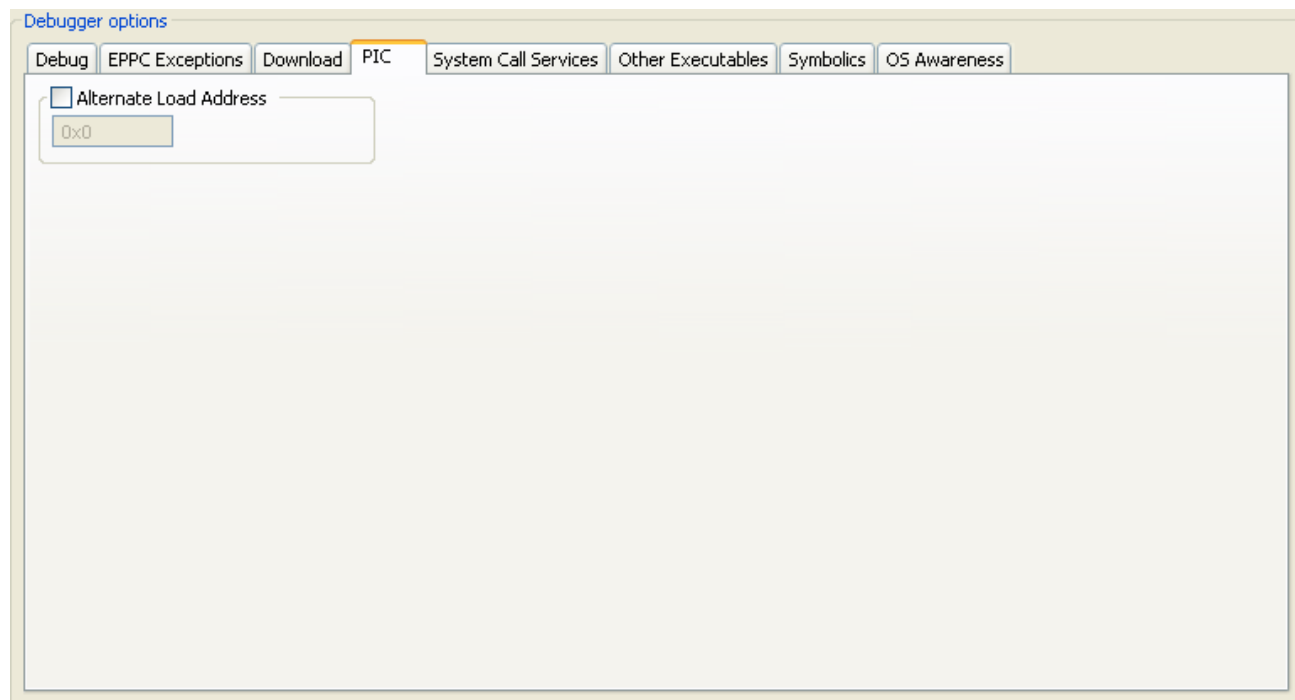 Debugger options
Debug EPPC Exceptions Download PIC System Call Services Other Executables Symbolics OS Awareness
Alternate Load Address
0x0